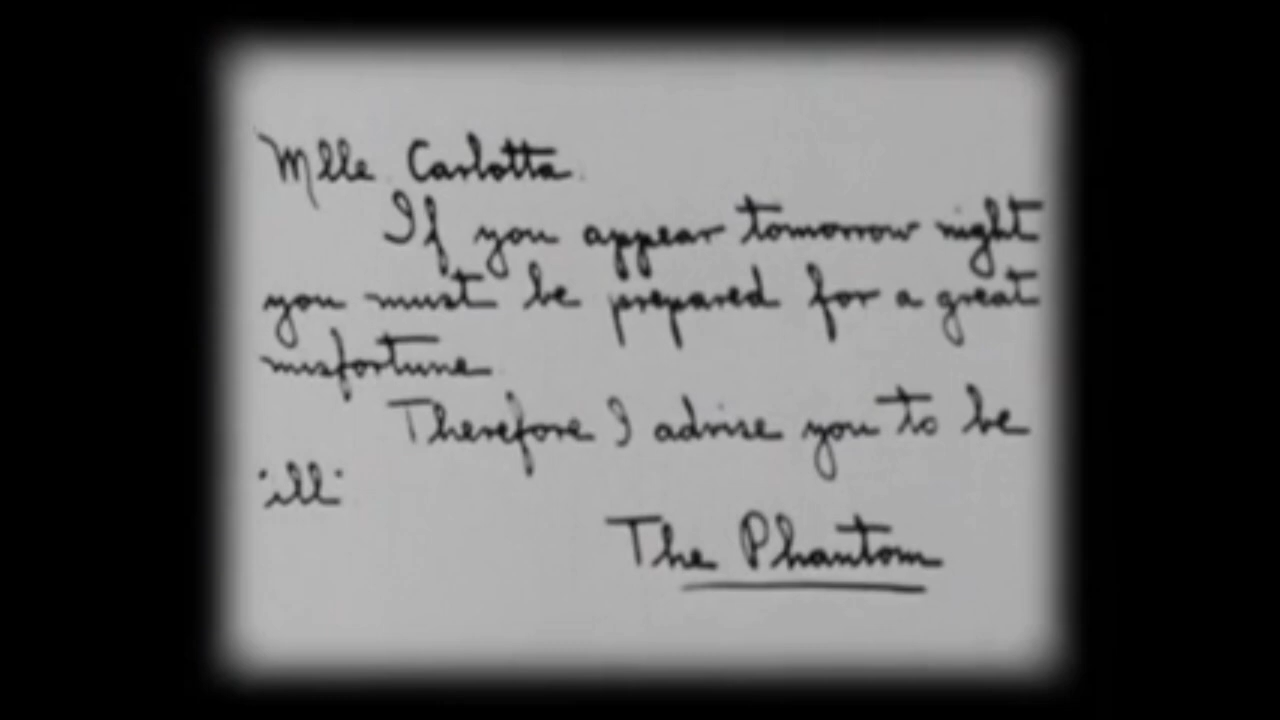 Mlle Carlotta.
If you appear tomorrow night
you must be prepared for a great
misfortune.
Therefore I advise you to be
"ill"
The Phantom